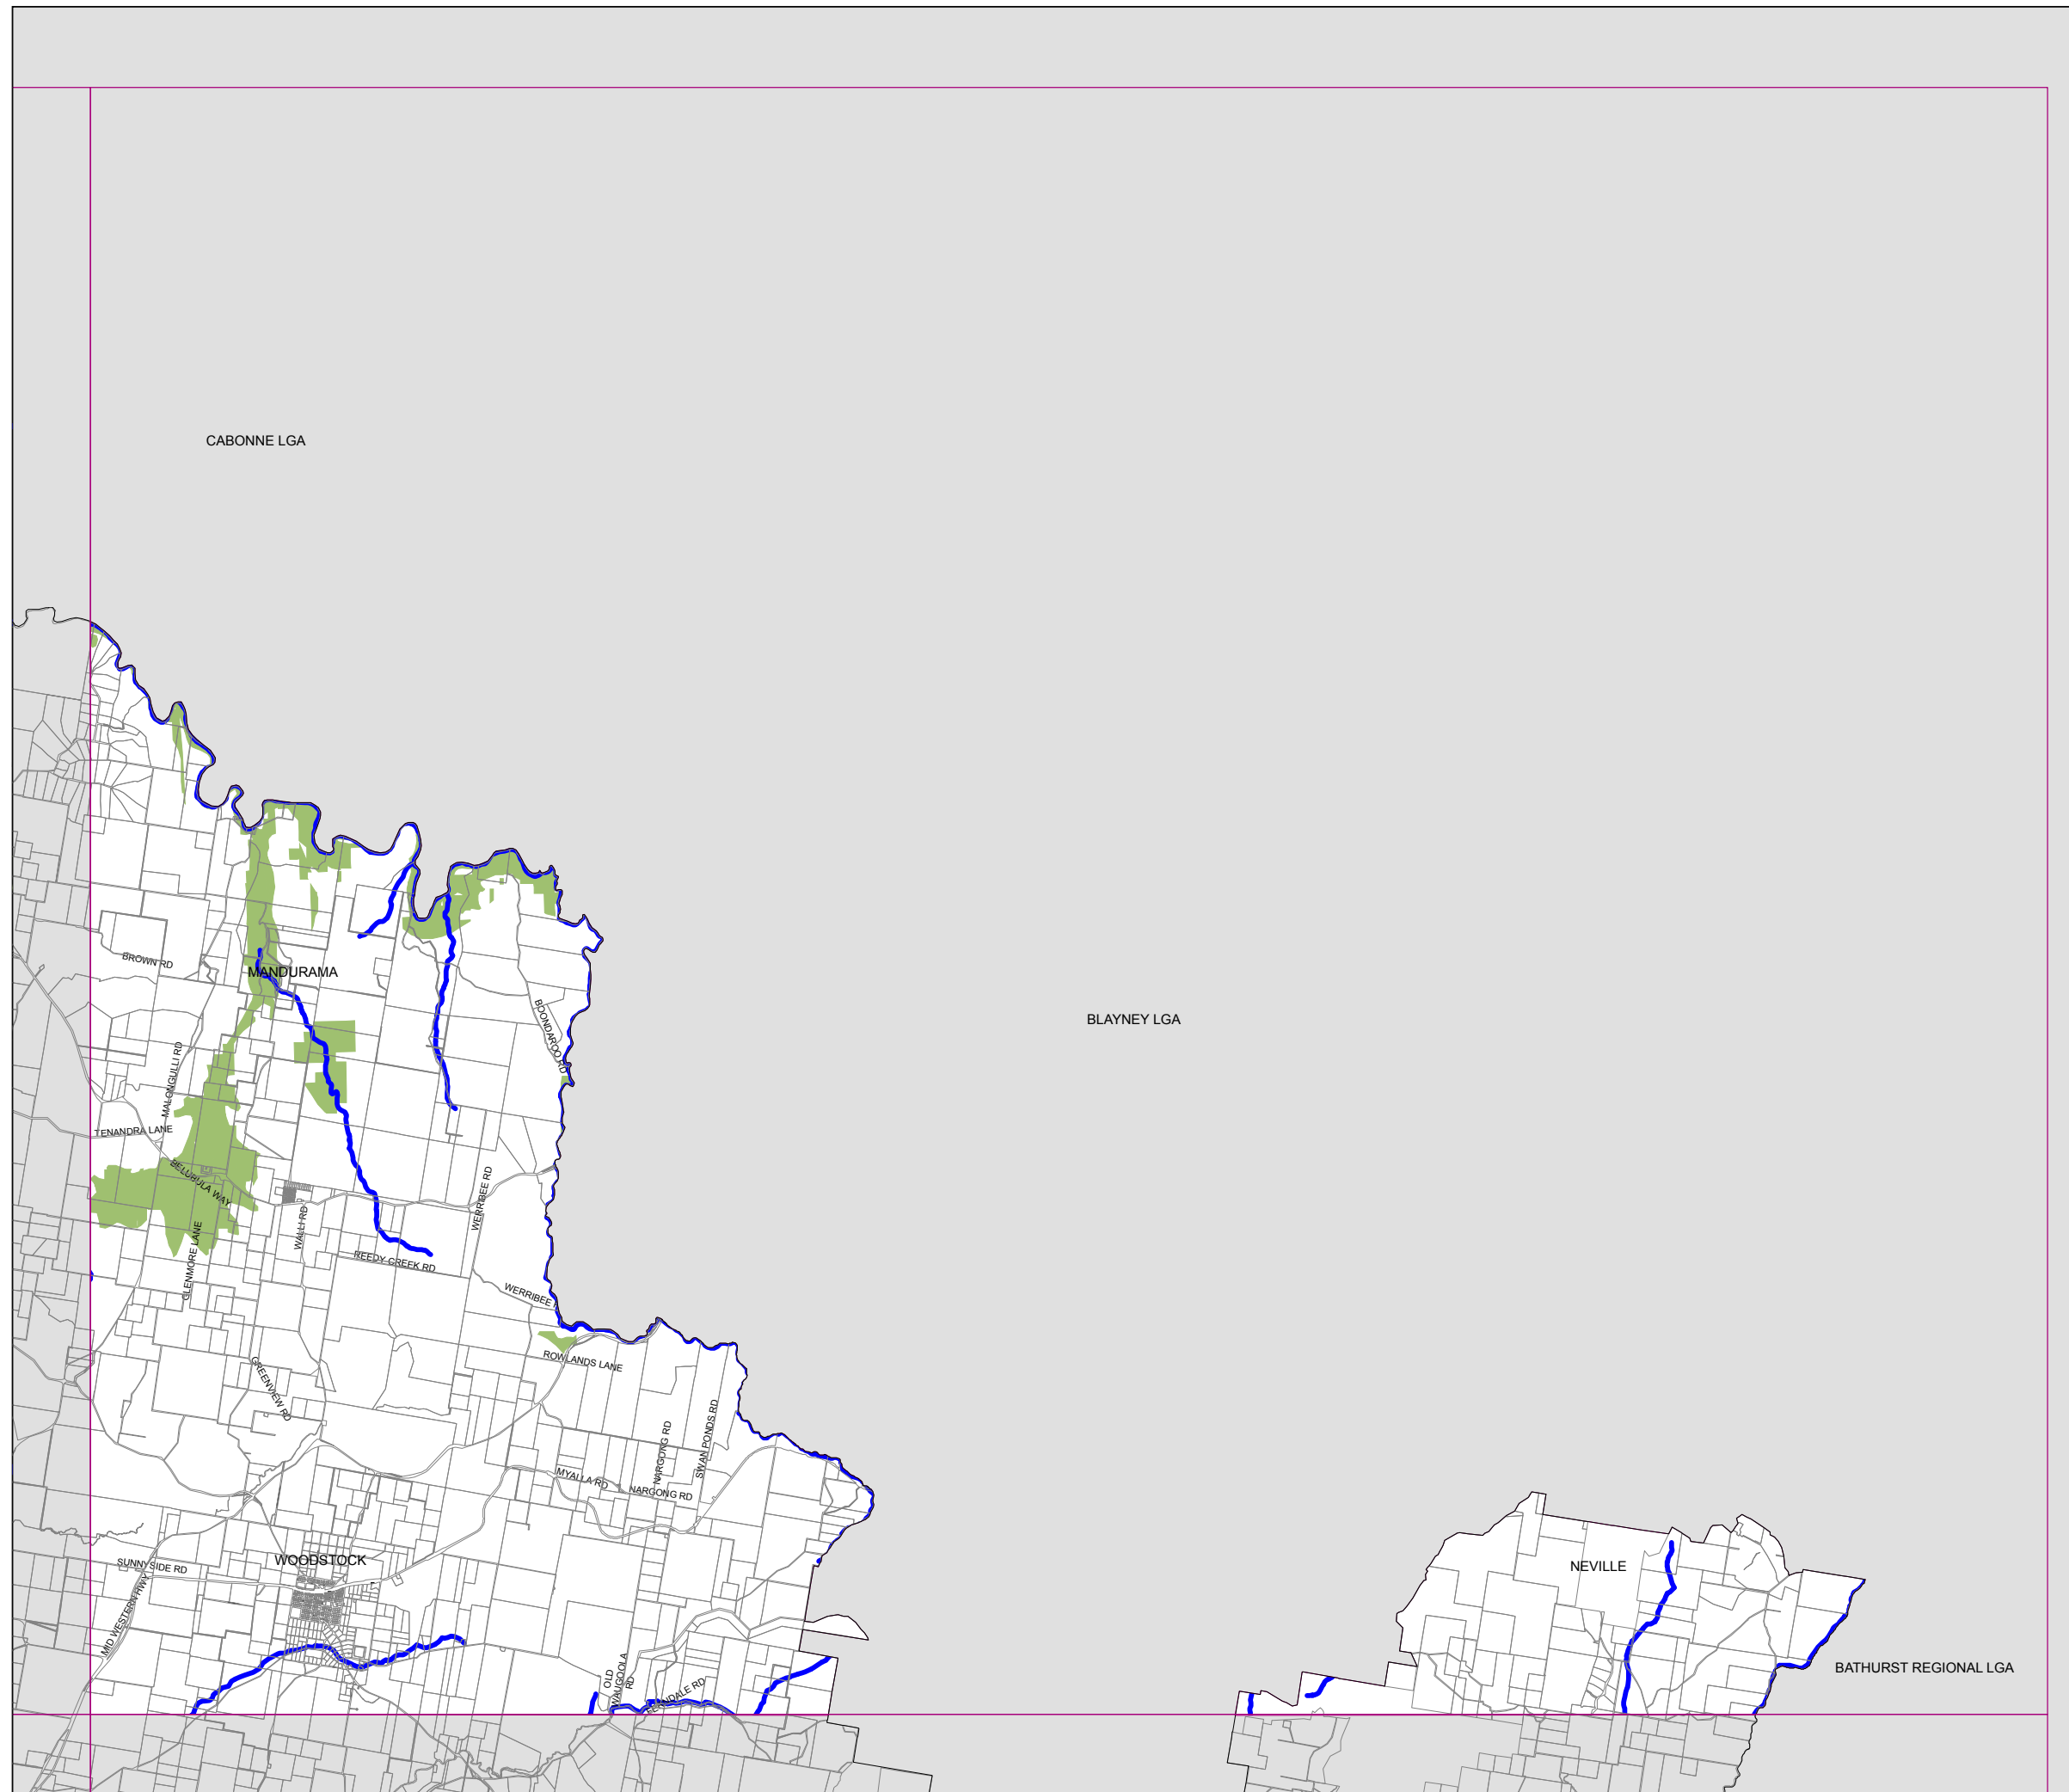 CABONNE LGA
BROWN RD
MANDURAMA
BOONDAROO RD
BLAYNEY LGA
MALONGULLI RD
TENANDRA LANE
BELUBULA WAY
WERRIBEE RD
WALLI RD
GLENMORE LANE
REEDY CREEK RD
WERRIBEE
ROWLANDS LANE
GREENVIEW RD
NARGONG RD
SWAN PONDS RD
MYALLA RD
NARGONG RD
SUNNYSIDE RD
WOODSTOCK
NEVILLE
MID WESTERN HWY
OLD
WAUGOOLA
RD
BATHURST REGIONAL LGA